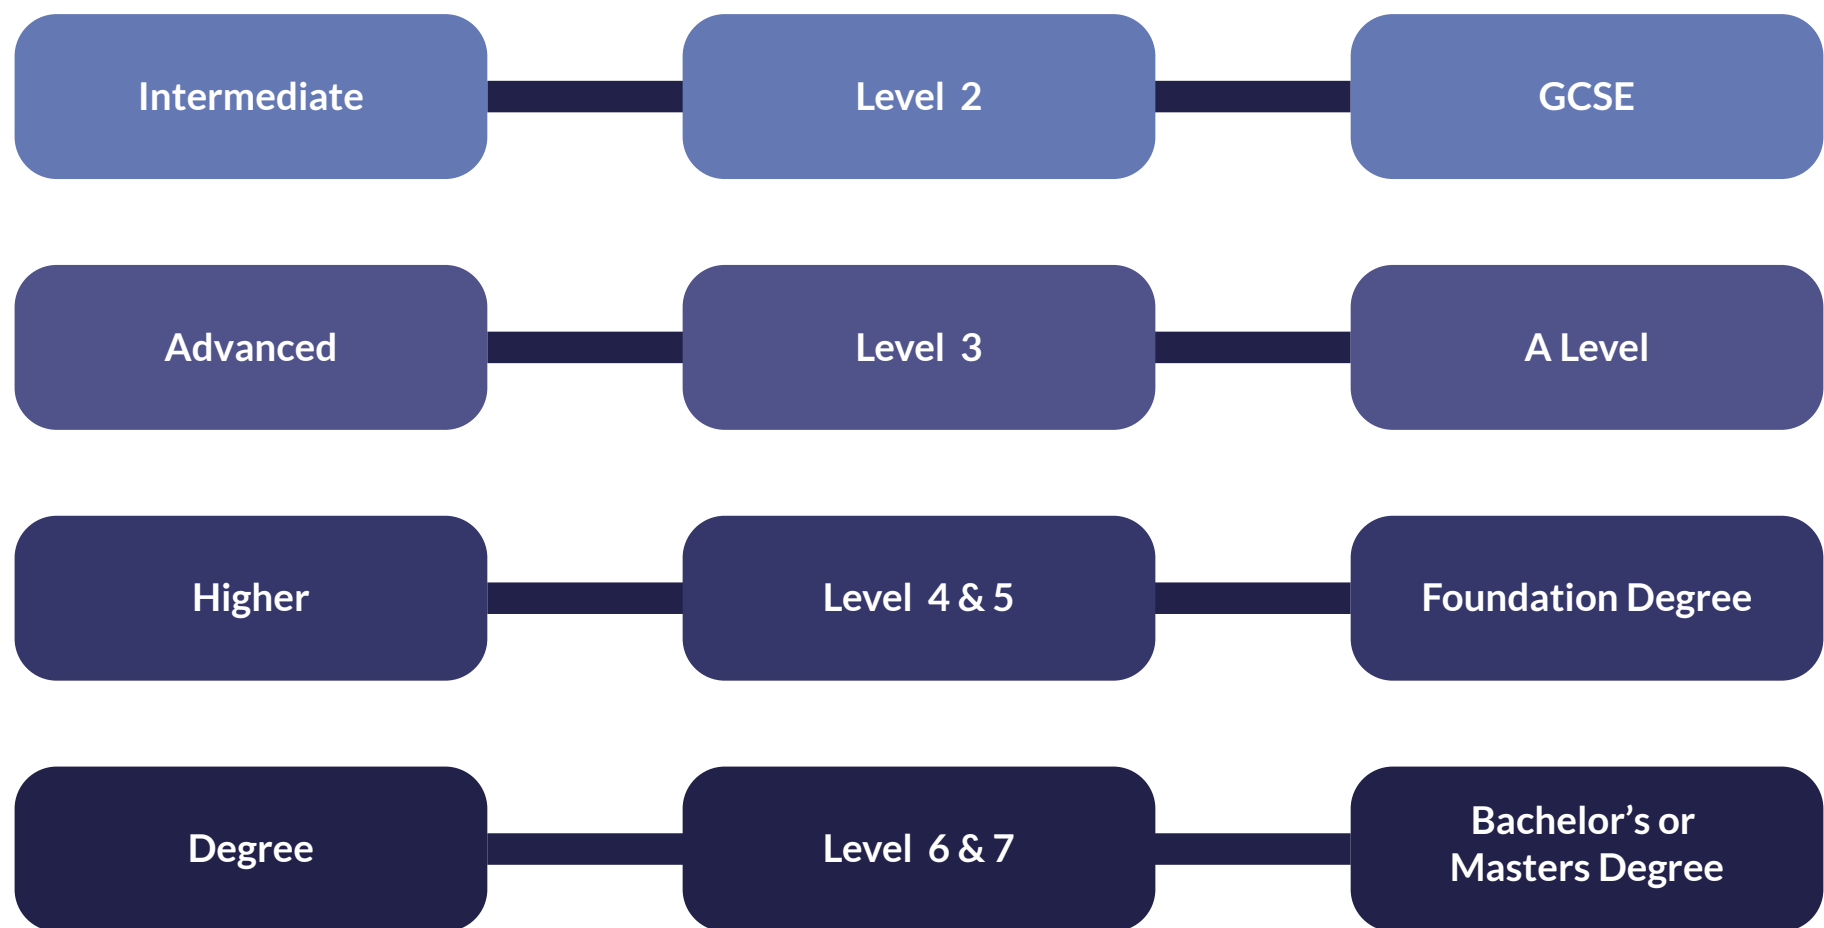 Intermediate
Level 2
GCSE
Advanced
Level 3
A Level
Higher
Level 4 & 5
Foundation Degree
Degree
Level 6 & 7
Bachelor’s or
Masters Degree